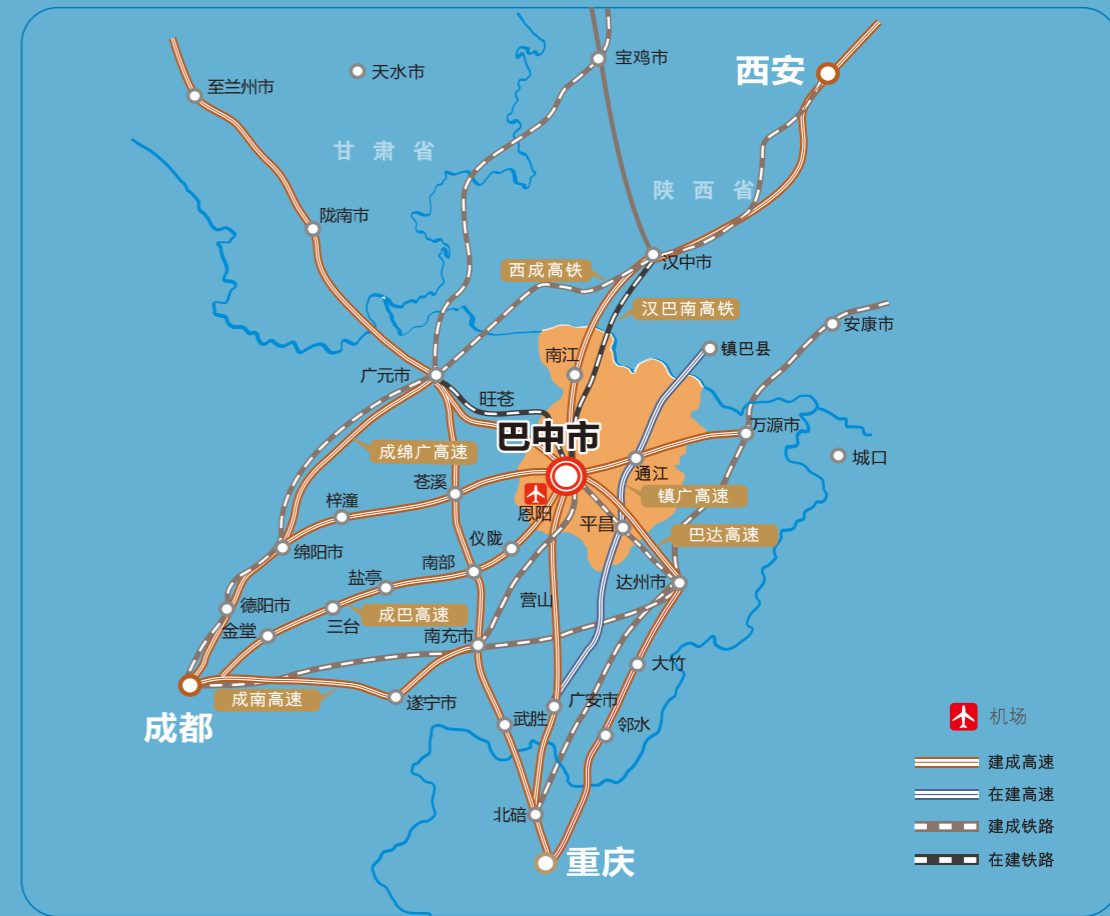 宝鸡市
西安
天水市
至兰州市
甘肃省
陕西省
陇南市
汉中市
西成高铁
汉巴南高铁
安康市
镇巴县
南江
广元市
旺苍
万源市
巴中市
成绵广高速
城口
通江
苍溪
镇广高速
梓潼
恩阳
平昌
巴达高速
仪陇
绵阳市
南部
盐亭
达州市
营山
德阳市
成巴高速
金堂
三台
南充市
大竹
成南高速
遂宁市
广安市
武胜
邻水
成都
机场
建成高速
在建高速
北碚
建成铁路
重庆
在建铁路